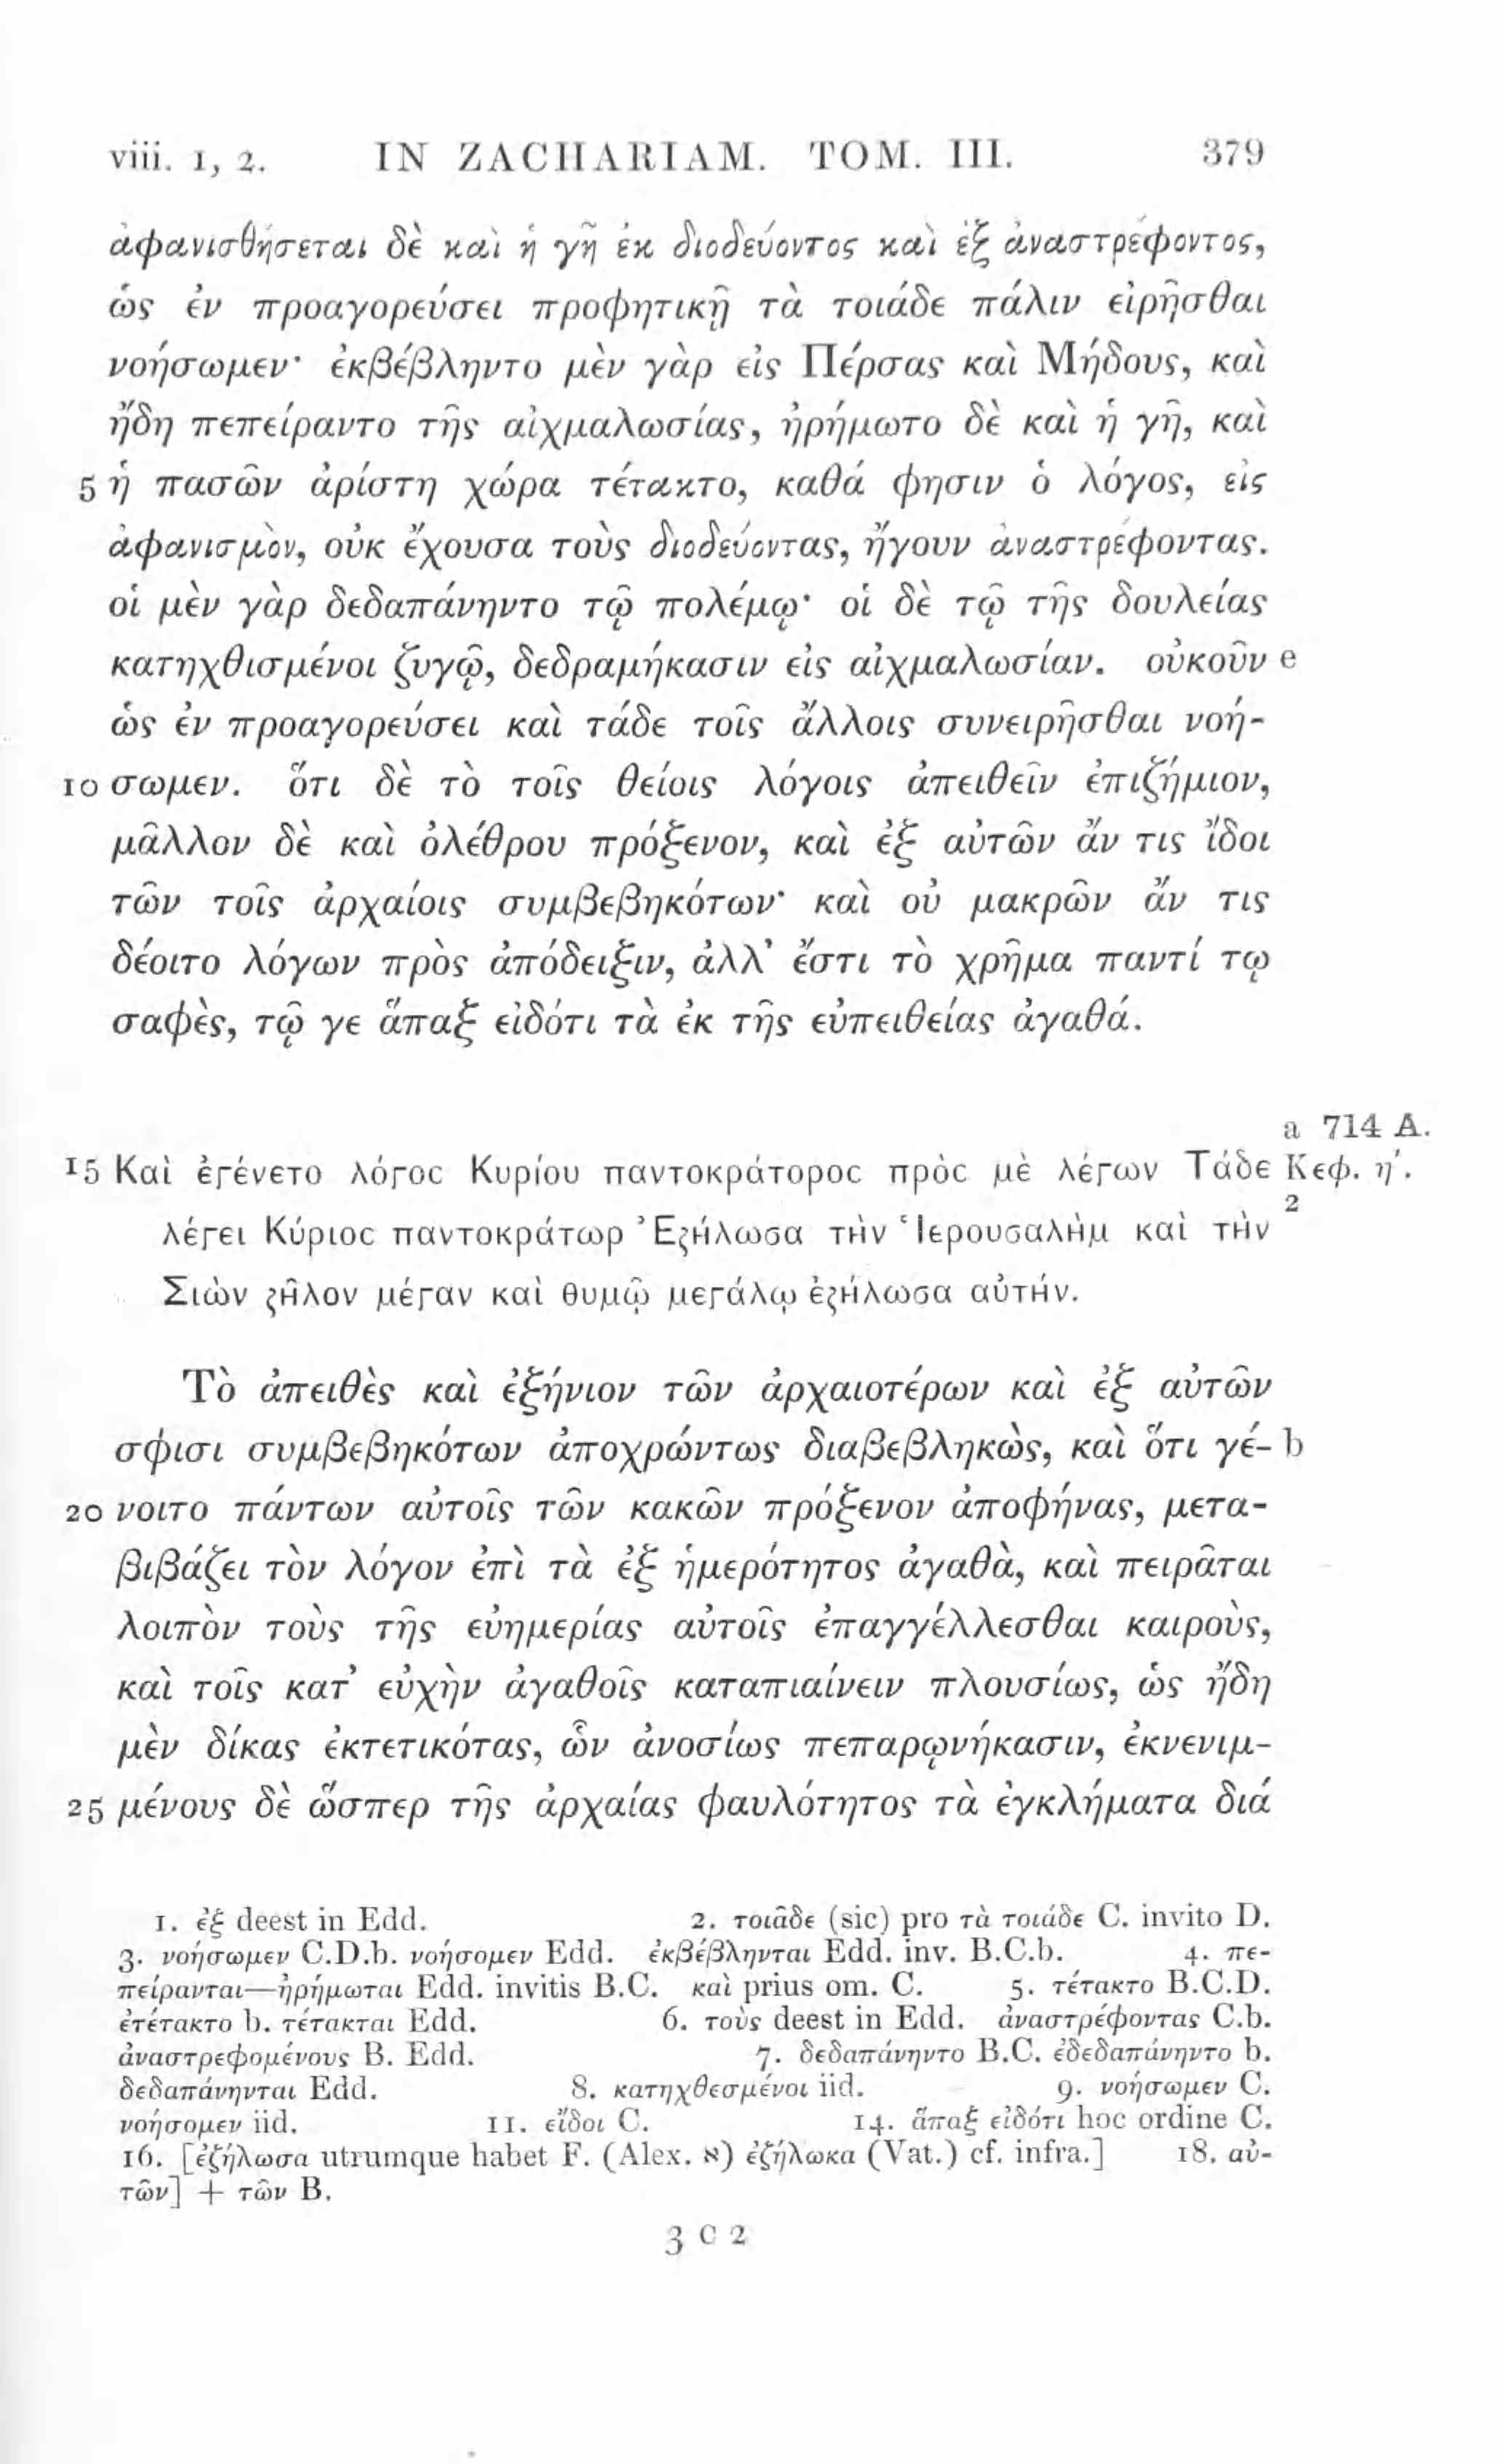 viii. 1, 2. IN ZACHARIAM. TOM. III. 379
ἀφανισθήσεται δὲ καὶ ἡ γῆ ἐκ διοδεύοντος καὶ ἐξ ἀναστρέφοντος,
ὡς ἐν προαγορεύσει προφητικῇ τὰ τοιάδε πάλιν εἰρῆσθαι
νοήσωμεν· ἐκβέβληντο μὲν γὰρ εἰς Πέρσας καὶ Μήδους, καὶ
ἤδη πεπείραντο τῆς αἰχμαλωσίας, ἠρήμωτο δὲ καὶ ἡ γῆ, καὶ
5 ἡ πασῶν ἀρίστη χώρα τέτακτο, καθά φησιν ὁ λόγος, εἰς
ἀφανισμὸν, οὐκ ἔχουσα τοὺς διοδεύοντας, ἤγουν ἀναστρέφοντας.
οἱ μὲν γὰρ δεδαπάνηντο τῷ πολέμῳ· οἱ δὲ τῷ τῆς δουλείας
κατηχθισμένοι ζυγῷ, δεδραμήκασιν εἰς αἰχμαλωσίαν. οὐκοῦν e
ὡς ἐν προαγορεύσει καὶ τάδε τοῖς ἄλλοις συνειρῆσθαι νοή-
10 σωμεν. ὅτι δὲ τὸ τοῖς θείοις λόγοις ἀπειθεῖν ἐπιζήμιον,
μᾶλλον δὲ καὶ ὀλέθρου πρόξενον, καὶ ἐξ αὐτῶν ἄν τις ἴδοι
τῶν τοῖς ἀρχαίοις συμβεβηκότων· καὶ οὐ μακρῶν ἄν τις
δέοιτο λόγων πρὸς ἀπόδειξιν, ἀλλ' ἔστι τὸ χρῆμα παντί τῳ
σαφὲς, τῷ γε ἅπαξ εἰδότι τὰ ἐκ τῆς εὐπειθείας ἀγαθά.
a 714 A.
15 Καὶ ἐγένετο λόγος Κυρίου παντοκράτορος πρὸς μὲ λέγων Τάδε Κεφ. η'.
2
λέγει Κύριος παντοκράτωρ Ἐζήλωσα τὴν Ἱερουσαλὴμ καὶ τὴν
Σιὼν ζῆλον μέγαν καὶ θυμῷ μεγάλῳ ἐζήλωσα αὐτήν.
Τὸ ἀπειθὲς καὶ ἐξήνιον τῶν ἀρχαιοτέρων καὶ ἐξ αὐτῶν
σφισι συμβεβηκότων ἀποχρώντως διαβεβληκὼς, καὶ ὅτι γέ- b
20 νοιτο πάντων αὐτοῖς τῶν κακῶν πρόξενον ἀποφήνας, μετα-
βιβάζει τὸν λόγον ἐπὶ τὰ ἐξ ἡμερότητος ἀγαθὰ, καὶ πειρᾶται
λοιπὸν τοὺς τῆς εὐημερίας αὐτοῖς ἐπαγγέλλεσθαι καιροὺς,
καὶ τοῖς κατ' εὐχὴν ἀγαθοῖς καταπιαίνειν πλουσίως, ὡς ἤδη
μὲν δίκας ἐκτετικότας, ὧν ἀνοσίως πεπαρῳνήκασιν, ἐκνενιμ-
25 μένους δὲ ὥσπερ τῆς ἀρχαίας φαυλότητος τὰ ἐγκλήματα διά
1. ἐξ deest in Edd. 2. τοιᾶδε (sic) pro τὰ τοιάδε C. invito D.
3. νοήσωμεν C.D.b. νοήσομεν Edd. ἐκβέβληνται Edd. inv. B.C.b. 4. πε-
πείρανται—ἠρήμωται Edd. invitis B.C. καὶ prius om. C. 5. τέτακτο B.C.D.
ἐτέτακτο b. τέτακται Edd. 6. τοὺς deest in Edd. ἀναστρέφοντας C.b.
ἀναστρεφομένους B. Edd. 7. δεδαπάνηντο B.C. ἐδεδαπάνηντο b.
δεδαπάνηνται Edd. 8. κατηχθεσμένοι iid. 9. νοήσωμεν C.
νοήσομεν iid. 11. εἴδοι C. 14. ἅπαξ εἰδότι hoc ordine C.
16. [ἐζήλωσα utrumque habet F. (Alex. א) ἐζήλωκα (Vat.) cf. infra.] 18. αὐ-
τῶν] + τῶν B.
3 C 2